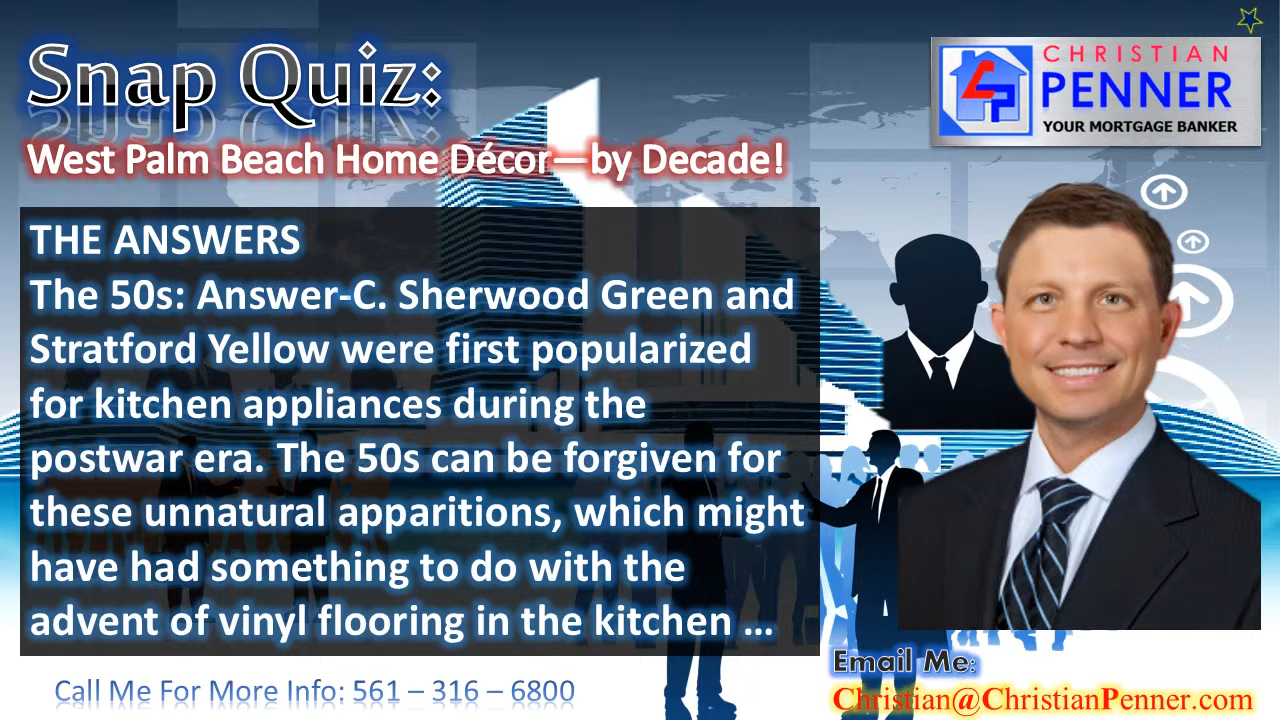 Snap Quiz:
CHRISTIAN
PENNER
YOUR MORTGAGE BANKER
West Palm Beach Home Décor—by Decade!
THE ANSWERS
The 50s: Answer-C. Sherwood Green and
Stratford Yellow were first popularized
for kitchen appliances during the
postwar era. The 50s can be forgiven for
these unnatural apparitions, which might
have had something to do with the
advent of vinyl flooring in the kitchen ...
Email Me:
Christian@ChristianPenner.com
Call Me For More Info: 561 – 316 – 6800